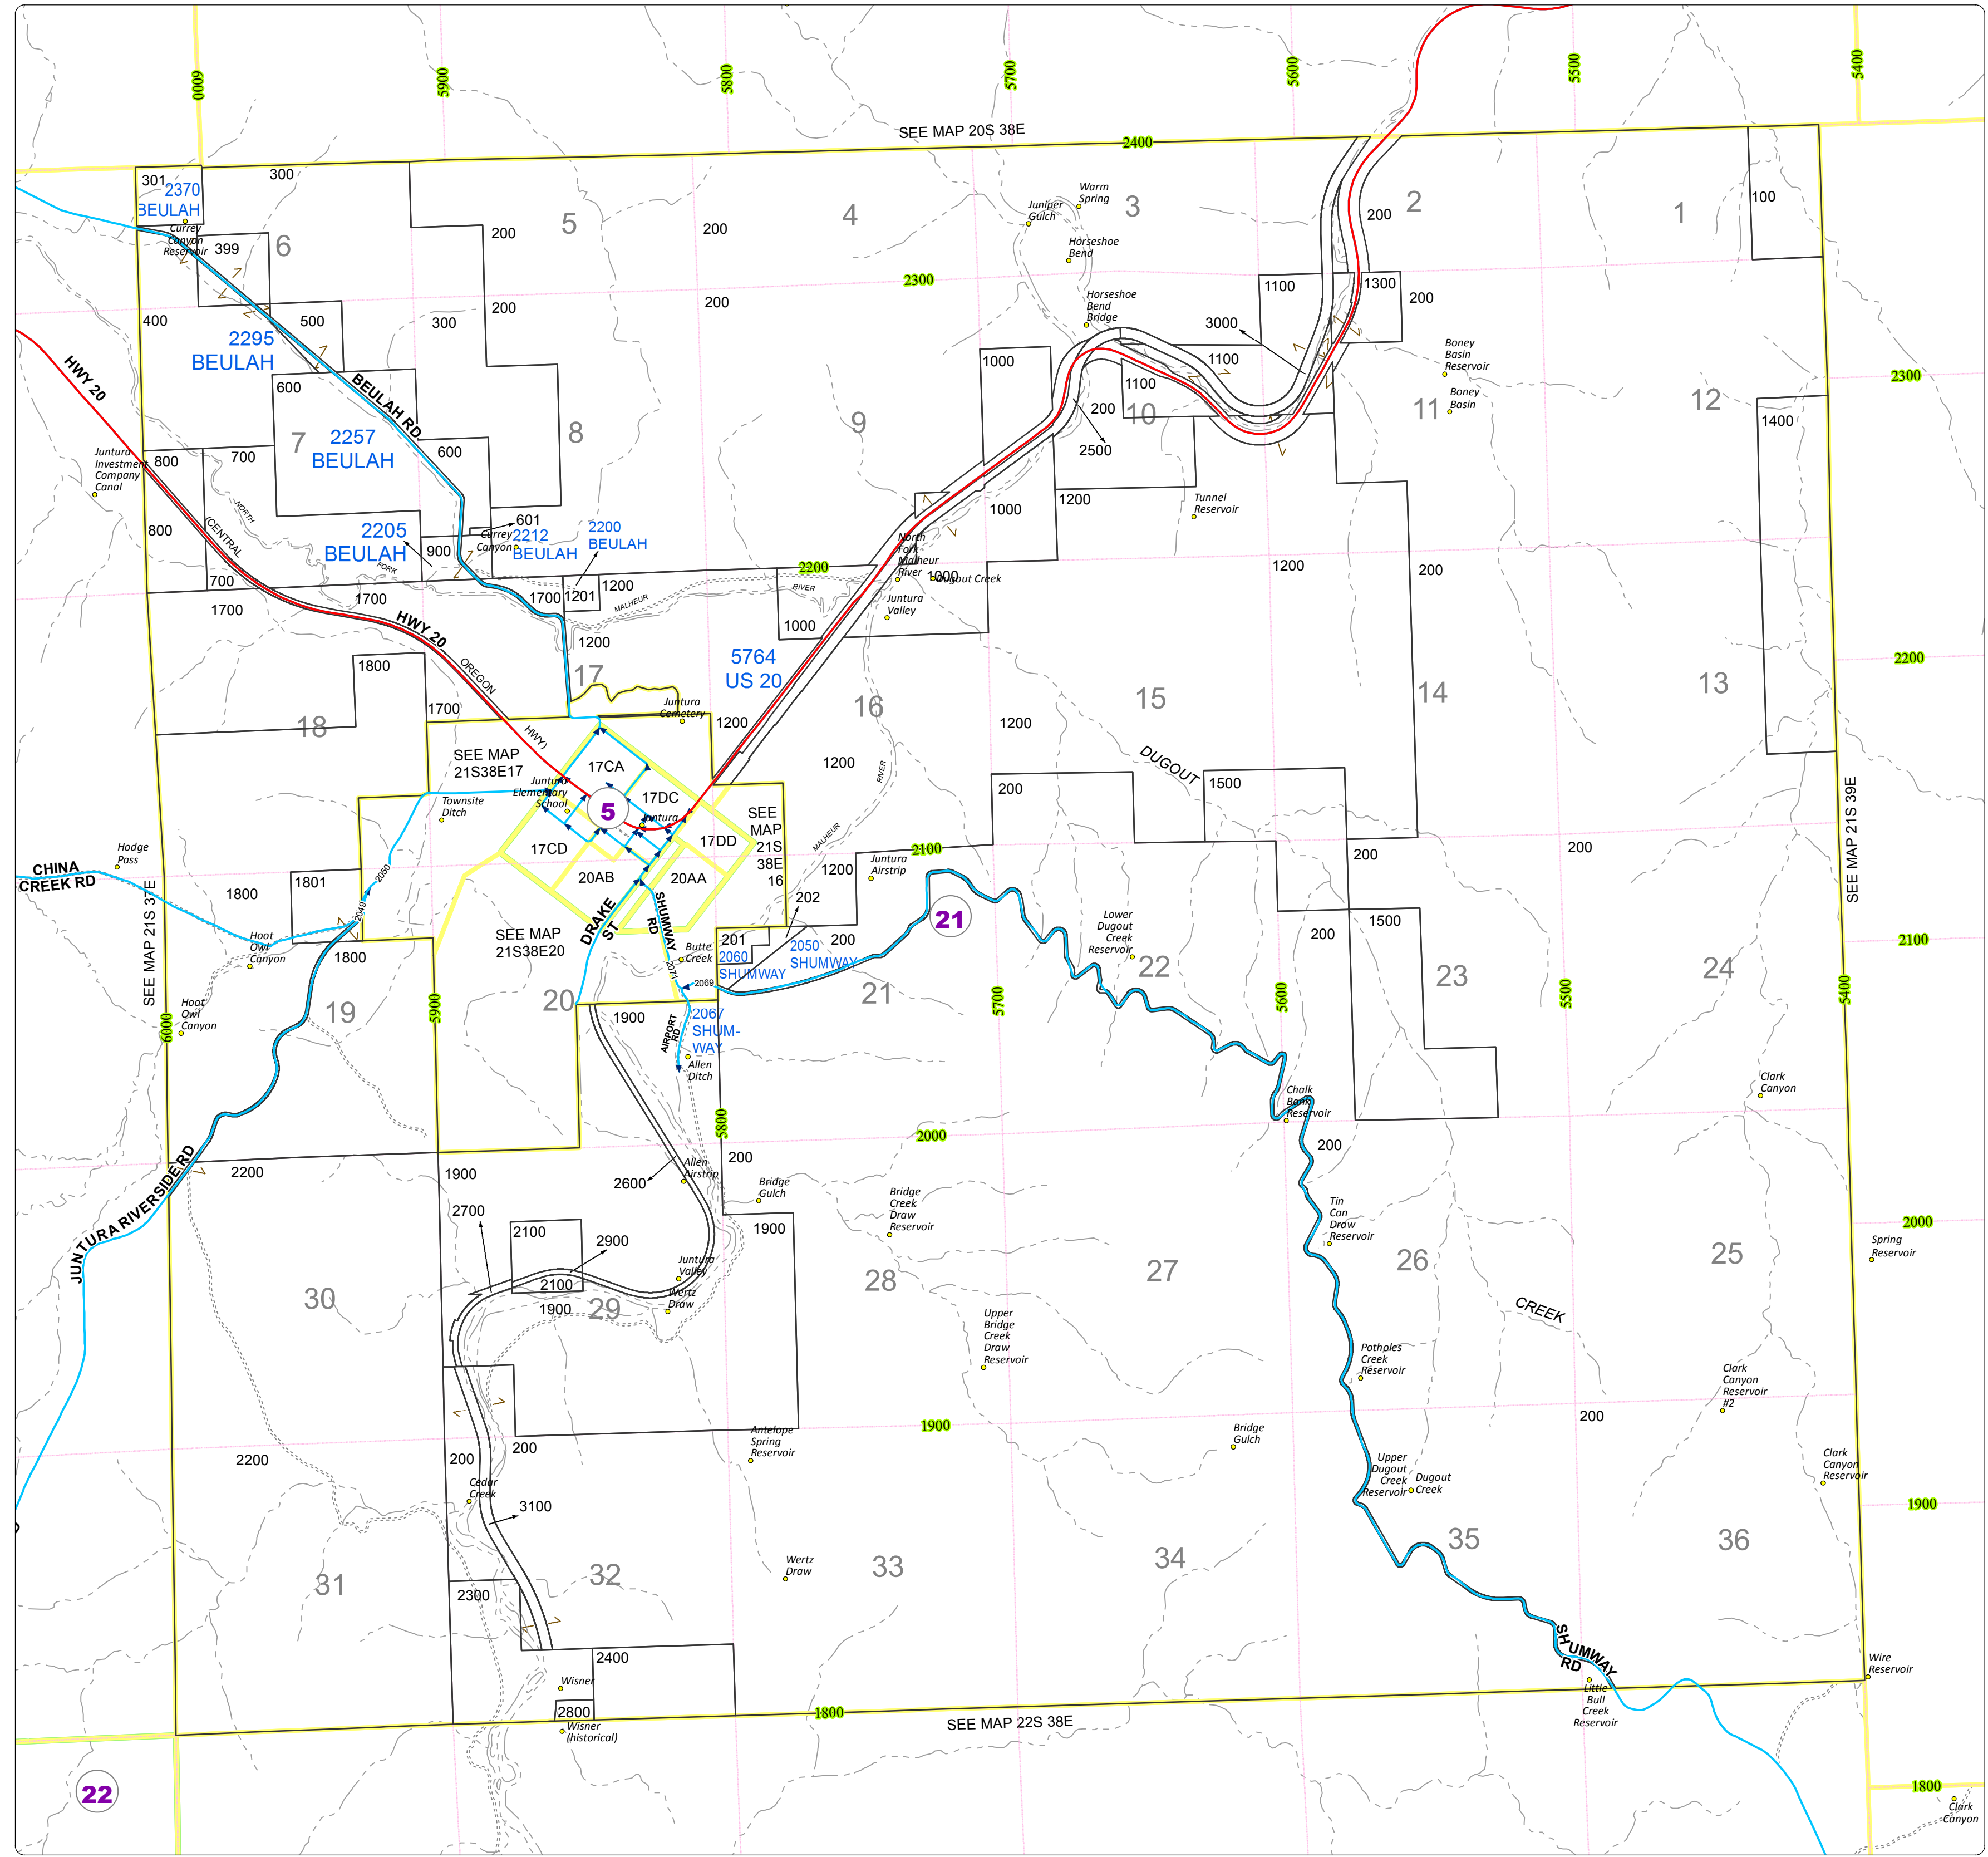 6000
5900
5800
5700
5600
5500
5400
SEE MAP 20S 38E
2400
301
2370
BEULAH
Currey
Canyon
Reservoir
300
399
6
5
200
200
4
Warm
Spring
Juniper
Gulch
3
Horseshoe
Bend
2
200
1
100
2300
400
500
300
200
200
Horseshoe
Bend
Bridge
1100
1300
200
3000
2295
BEULAH
HWY 20
BEULAH RD
600
1000
1100
1100
200
10
Boney
Basin
Reservoir
Boney
Basin
11
12
2300
1400
7
2257
BEULAH
8
9
600
2500
700
800
Juntura
Investment
Company
Canal
1200
1000
Tunnel
Reservoir
NORTH
(CENTRAL
800
2205
BEULAH
601
Currey
Canyon
2212
BEULAH
2200
BEULAH
900
FORK
North
Fork
Malheur
River
1000
Dugout Creek
1200
200
2200
700
1700
1700
1700
1201
1200
MALHEUR
RIVER
Juntura
Valley
1000
HWY 20
1200
5764
US 20
2200
1800
OREGON
17
18
16
15
14
13
1700
Juntura
Cemetery
1200
1200
HWY)
SEE MAP
21S38E17
17CA
1200
RIVER
DUGOUT
200
1500
Juntura
Elementary
School
5
17DC
Juntura
SEE
MAP
21S
38E
16
Townsite
Ditch
17CD
17DD
MALHEUR
2100
200
200
SEE MAP 21S 39E
Hodge
Pass
CHINA
CREEK RD
2050
20AB
20AA
1200
Juntura
Airstrip
1800
1801
202
SEE MAP 21S 37E
2049
DRAKE
ST
SHUMWAY
RD
SEE MAP
21S38E20
21
1500
200
Hoot
Owl
Canyon
1800
Butte
Creek
201
2060
SHUMWAY
2050
SHUMWAY
200
Lower
Dugout
Creek
Reservoir
2100
2071
2069
22
23
24
5900
19
20
21
5700
5600
5500
5400
Hoot
Owl
Canyon
6000
1900
AIRPORT
RD
2067
SHUM-
WAY
Allen
Ditch
Clark
Canyon
Chalk
Bank
Reservoir
5800
2000
200
JUNTURA RIVERSIDE RD
2200
1900
Allen
Airstrip
200
2600
Bridge
Gulch
Bridge
Creek
Draw
Reservoir
Tin
Can
Draw
Reservoir
2000
2700
2100
2900
1900
Spring
Reservoir
Juntura
Valley
28
27
26
25
2100
30
1900
29
Wertz
Draw
Upper
Bridge
Creek
Draw
Reservoir
CREEK
Potholes
Creek
Reservoir
Clark
Canyon
Reservoir
#2
200
1900
Antelope
Spring
Reservoir
Bridge
Gulch
2200
200
200
Cedar
Creek
Upper
Dugout
Creek
Reservoir
Dugout
Creek
Clark
Canyon
Reservoir
1900
3100
31
32
33
34
35
36
Wertz
Draw
2300
SHUMWAY
RD
2400
Wisner
2800
Wisner
(historical)
1800
SEE MAP 22S 38E
Little
Bull
Creek
Reservoir
Wire
Reservoir
22
1800
Clark
Canyon